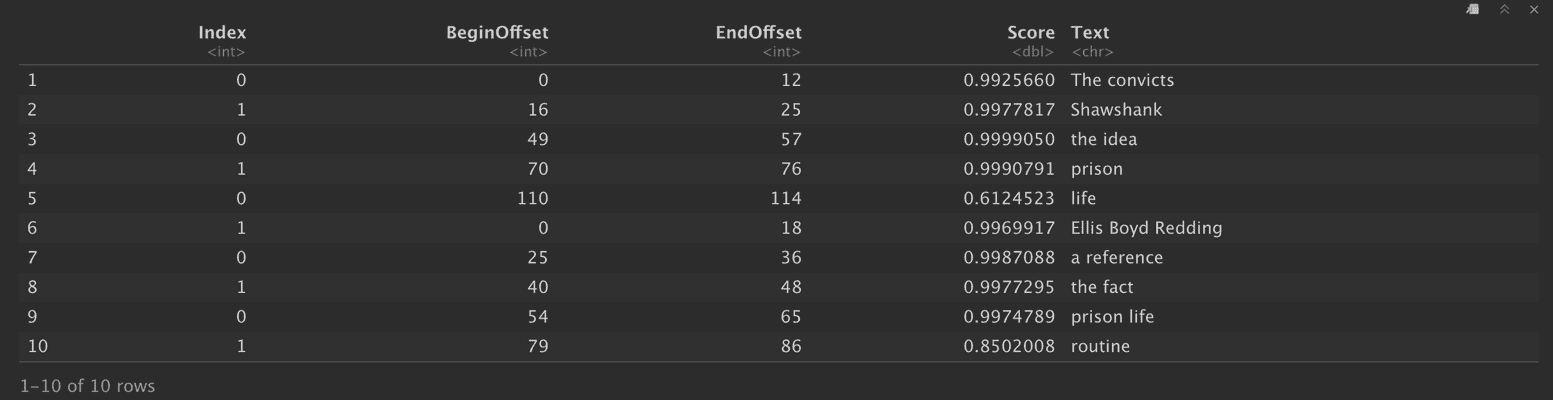 Index BeginOffset EndOffset Score Text
<int> <int> <int> <dbl> <chr>
1 0 0 12 0.9925660 The convicts
2 1 16 25 0.9977817 Shawshank
3 0 49 57 0.9999050 the idea
4 1 70 76 0.9990791 prison
5 0 110 114 0.6124523 life
6 1 0 18 0.9969917 Ellis Boyd Redding
7 0 25 36 0.9987088 a reference
8 1 40 48 0.9977295 the fact
9 0 54 65 0.9974789 prison life
10 1 79 86 0.8502008 routine
1-10 of 10 rows